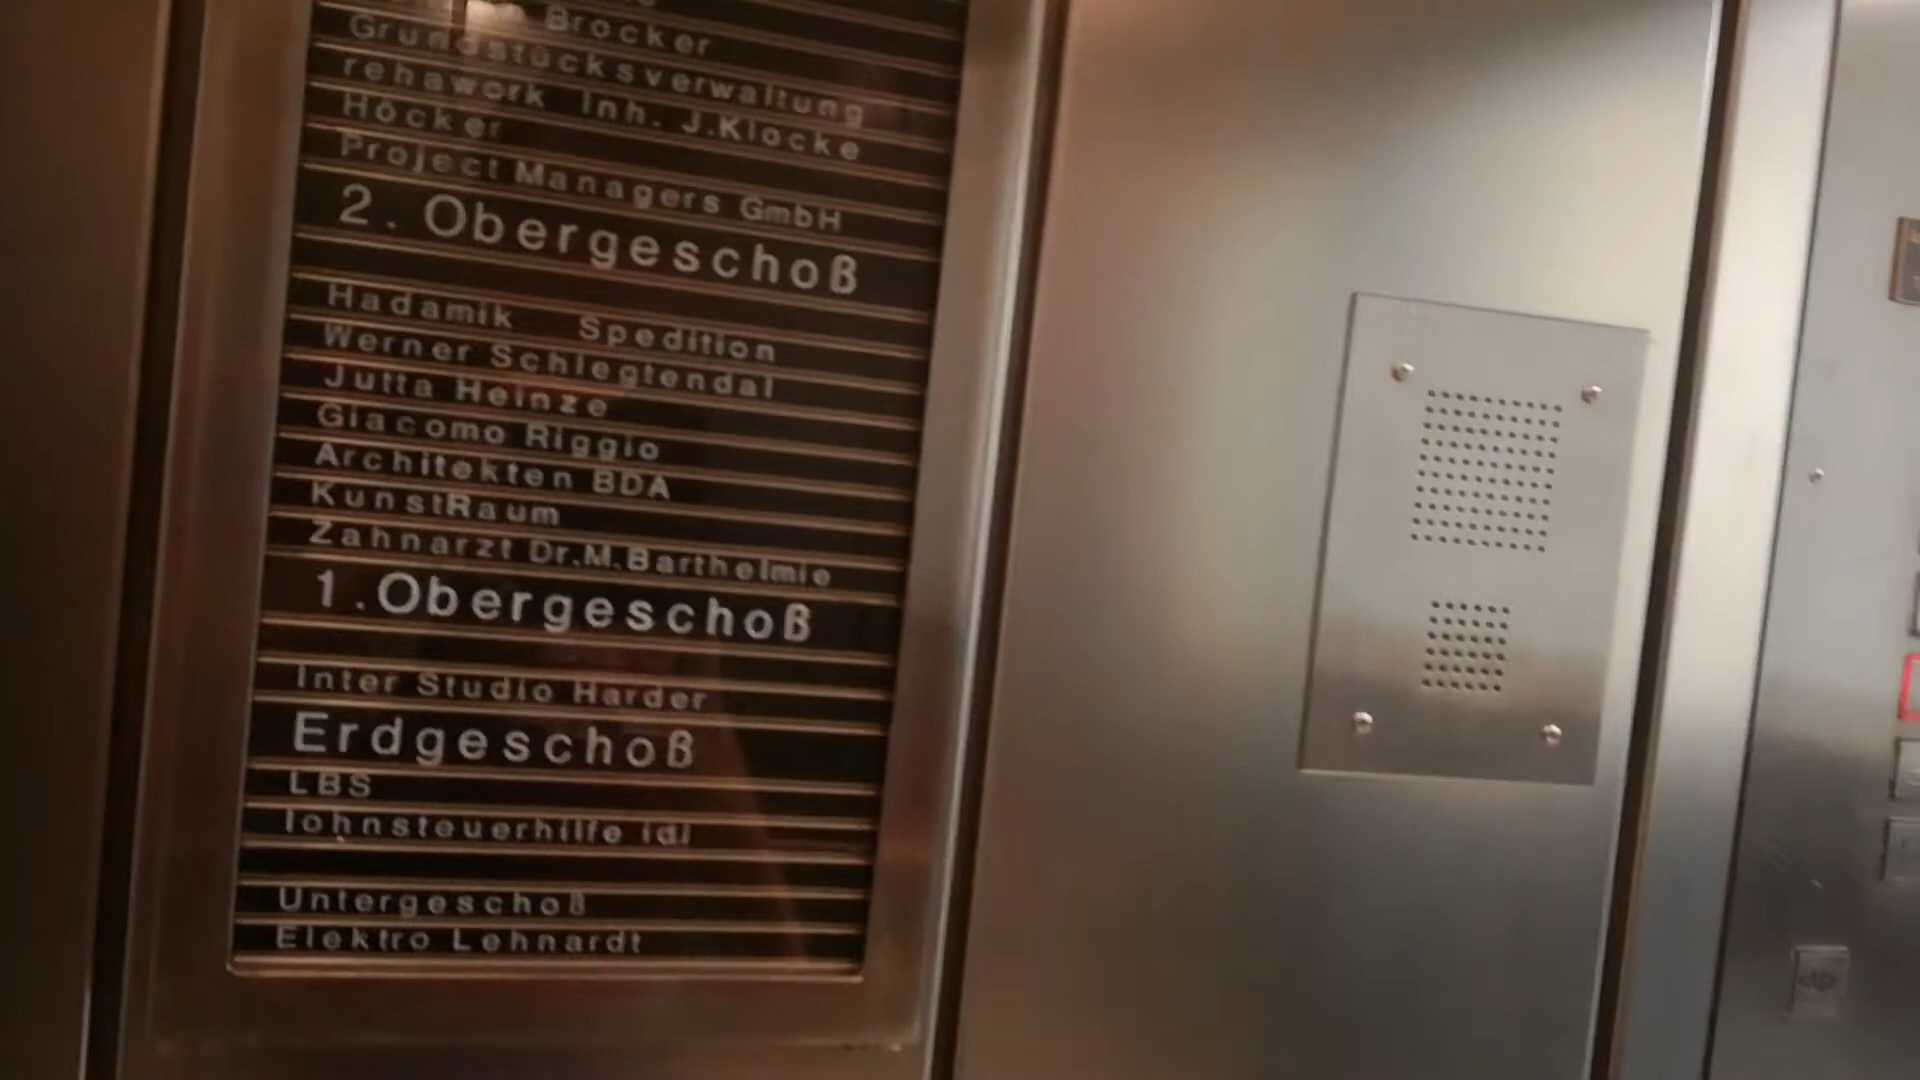 Brocker
Grundstücksverwaltung
rehawork Inh. J.Klocke
Höcker
Project Managers GmbH
2. Obergeschoß
Hadamik Spedition
Werner Schlegtendal
Jutta Heinze
Giacomo Riggio
Architekten BDA
KunstRaum
Zahnarzt Dr.M.Barthelmie
1.Obergeschoß
Inter Studio Harder
Erdgeschoß
LBS
lohnsteuerhilfe idl
Untergeschoß
Elektro Lehnardt